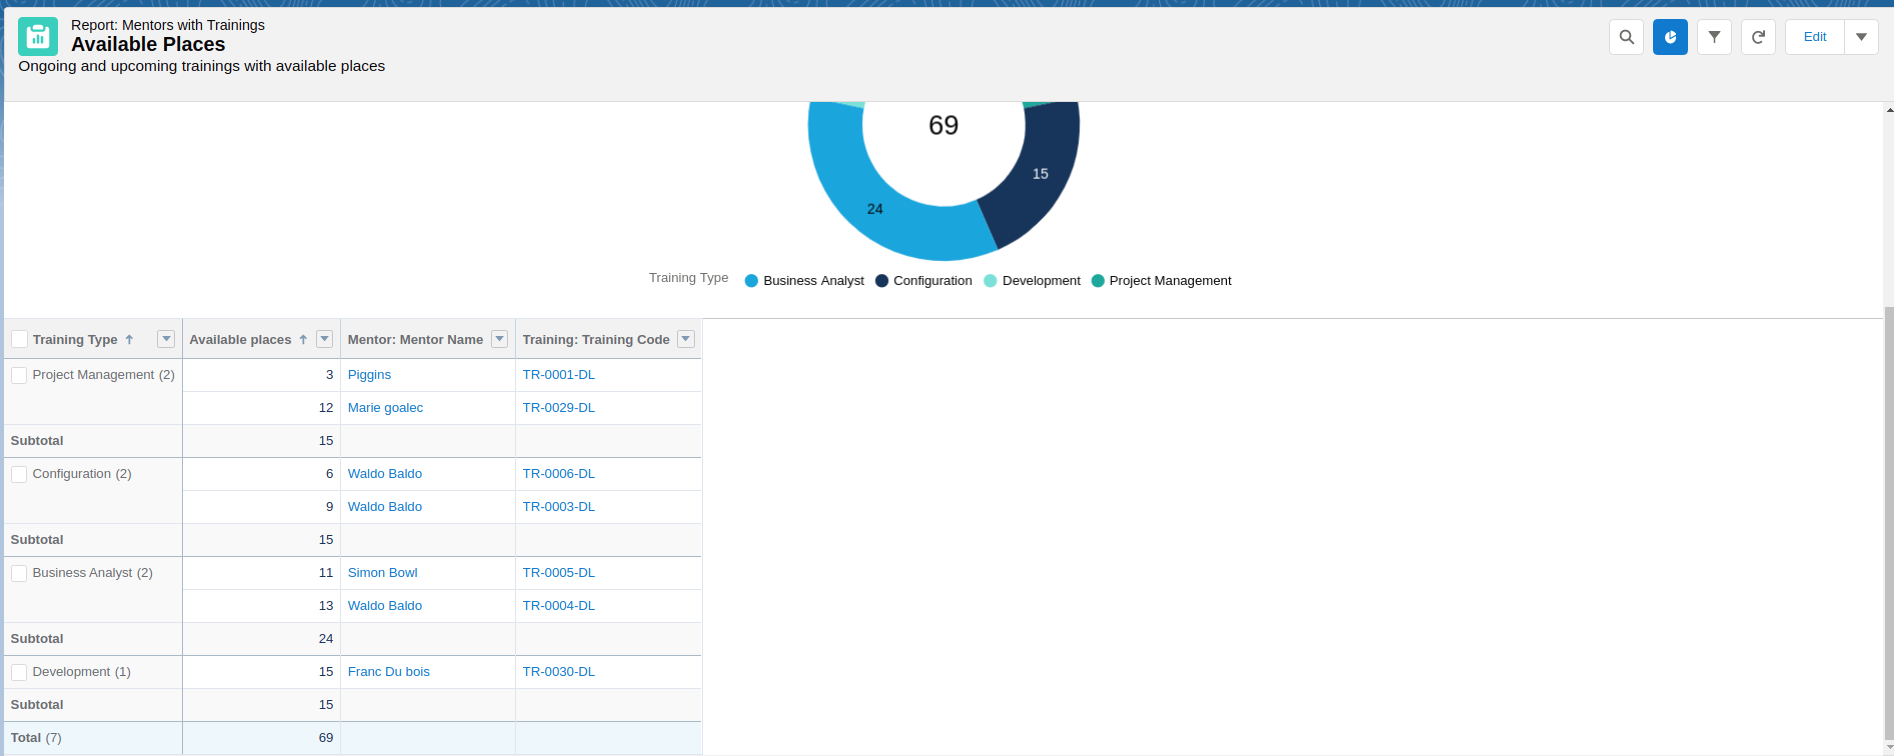 Report: Mentors with Trainings
Available Places
Ongoing and upcoming trainings with available places
Edit
69
15
24
Training Type Business Analyst Configuration Development Project Management
Training Type Available places Mentor: Mentor Name Training: Training Code
Project Management (2) 3 Piggins TR-0001-DL
12 Marie goalec TR-0029-DL
Subtotal 15
Configuration (2) 6 Waldo Baldo TR-0006-DL
9 Waldo Baldo TR-0003-DL
Subtotal 15
Business Analyst (2) 11 Simon Bowl TR-0005-DL
13 Waldo Baldo TR-0004-DL
Subtotal 24
Development (1) 15 Franc Du bois TR-0030-DL
Subtotal 15
Total (7) 69